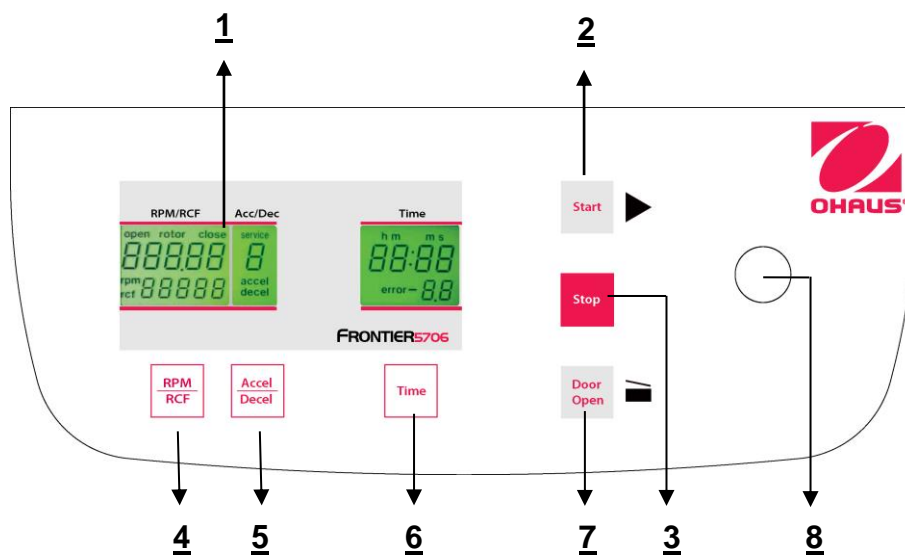 1
2
RPM/RCF Acc/Dec Time
open rotor close service h m m s
888.88 8 88:88
rpm accel
rcf 88888 decel error – 8.8
FRONTIER5706
Start
Stop
OHAUS®
RPM
RCF
Accel
Decel
Time
Door
Open
4 5 6 7 3 8